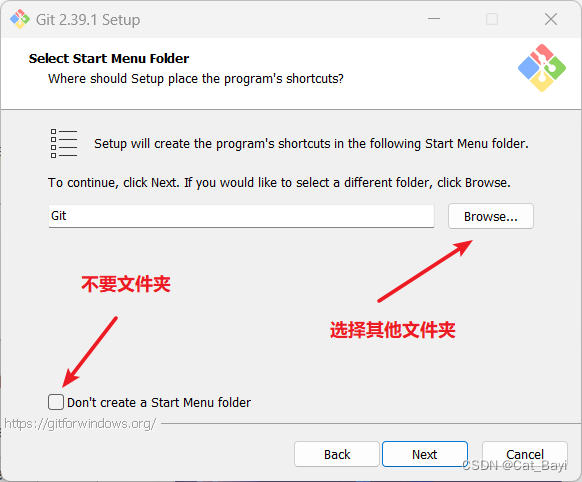 Git 2.39.1 Setup
Select Start Menu Folder
Where should Setup place the program's shortcuts?
Setup will create the program's shortcuts in the following Start Menu folder.
To continue, click Next. If you would like to select a different folder, click Browse.
Git
Browse...
不要文件夹
选择其他文件夹
Don't create a Start Menu folder
https://gitforwindows.org/
Back
Next
Cancel
CSDN @Cat_Bayi